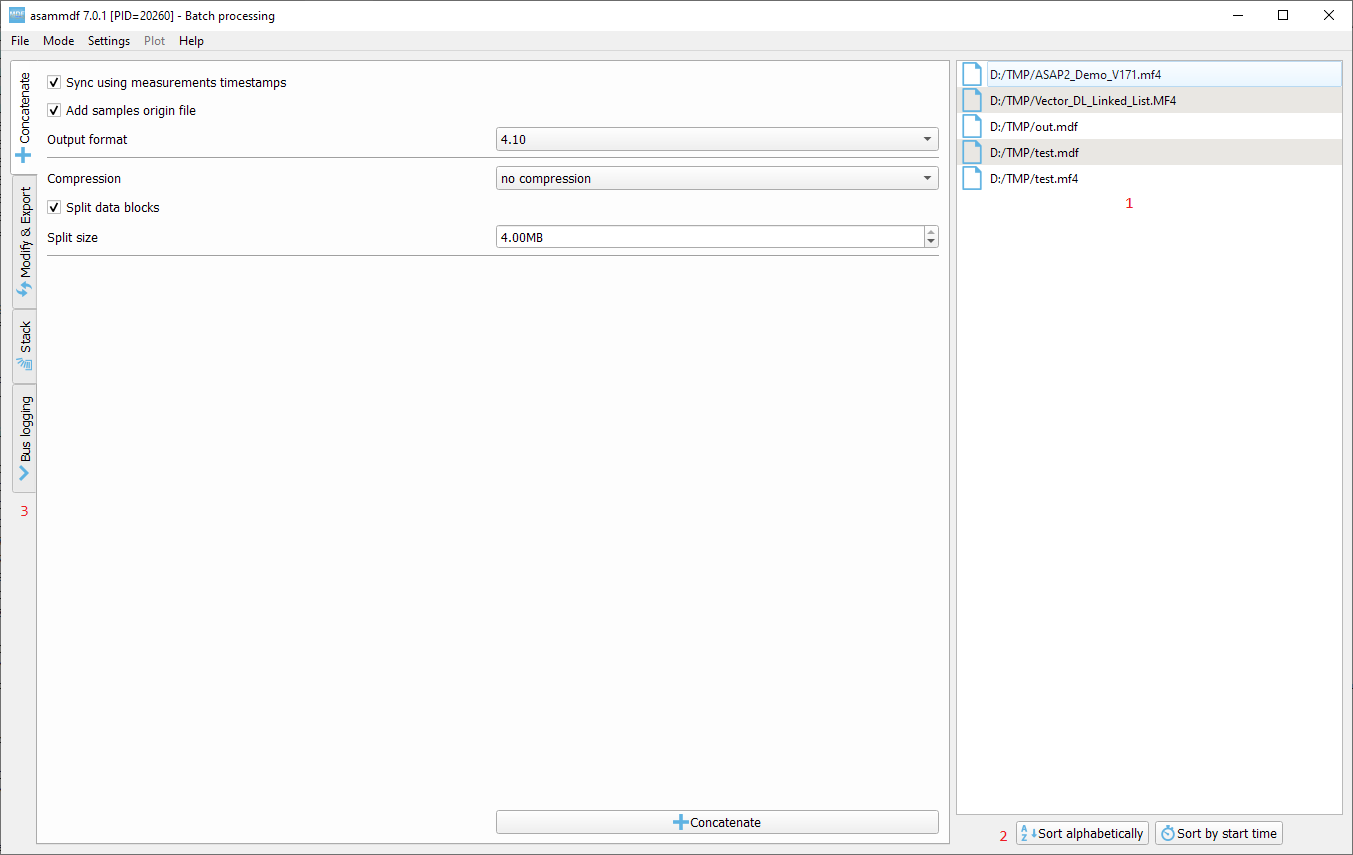 asammdf 7.0.1 [PID=20260] - Batch processing
File Mode Settings Plot Help
Concatenate
Modify & Export
Stack
Bus logging
3
Sync using measurements timestamps
Add samples origin file
Output format 4.10
Compression no compression
Split data blocks
Split size 4.00MB
Concatenate
D:/TMP/ASAP2_Demo_V171.mf4
D:/TMP/Vector_DL_Linked_List.MF4
D:/TMP/out.mdf
D:/TMP/test.mdf
D:/TMP/test.mf4
1
2 Sort alphabetically Sort by start time